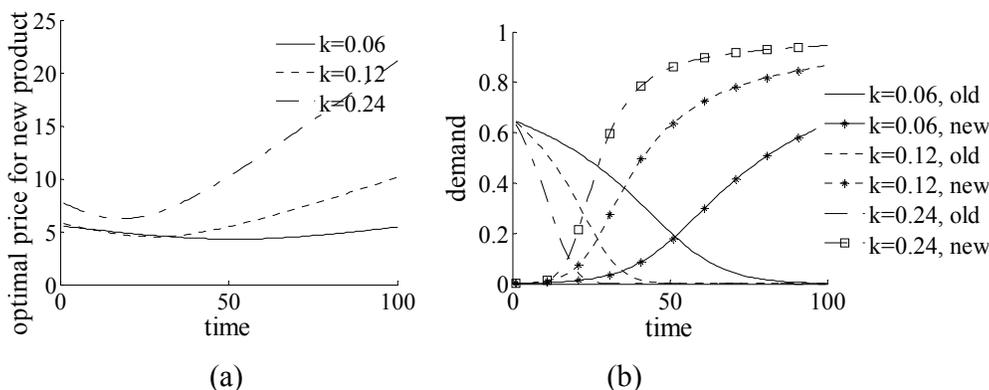 optimal price for new product
25
20
15
10
5
0
0 50 100
time
k=0.06
k=0.12
k=0.24
(a)
demand
1
0.8
0.6
0.4
0.2
0
0 50 100
time
k=0.06, old
k=0.06, new
k=0.12, old
k=0.12, new
k=0.24, old
k=0.24, new
(b)